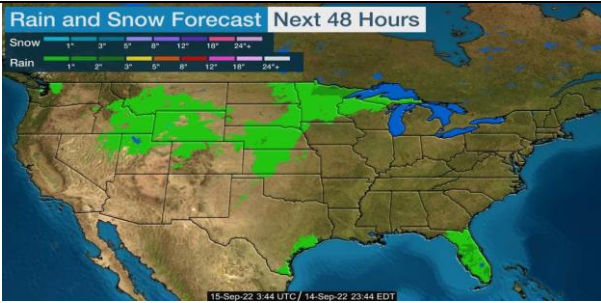 Rain and Snow Forecast Next 48 Hours
Snow
1" 3" 5" 8" 12" 18" 24"+
Rain
1" 2" 3" 5" 8" 12" 18" 24"+
15-Sep-22 3:44 UTC / 14-Sep-22 23:44 EDT